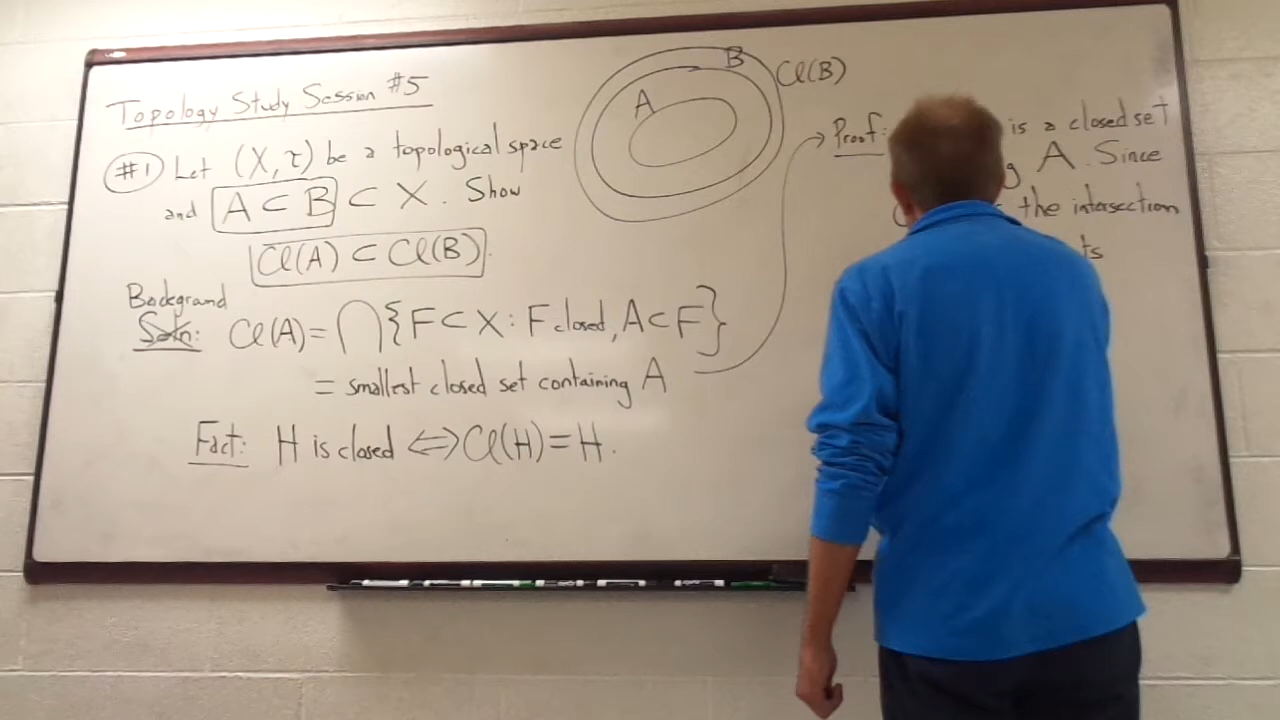 Topology Study Session #5
#1 Let (X, τ) be a topological space
and A ⊂ B ⊂ X. Show
Cl(A) ⊂ Cl(B).
Background
Soln: Cl(A) = ⋂{F ⊂ X : F closed, A ⊂ F}
= smallest closed set containing A
Fact: H is closed ⟺ Cl(H) = H.
A
B
Cl(B)
Proof: is a closed set
A. Since
the intersection